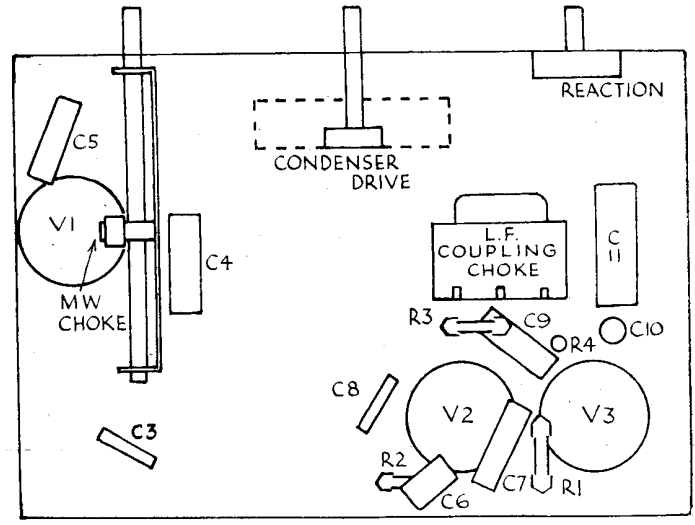 REACTION
C5
CONDENSER
DRIVE
V1
C4
MW
CHOKE
L.F.
COUPLING
CHOKE
C
11
R3
C9
R4
C10
C8
C3
V2
V3
R2
C6
C7
R1